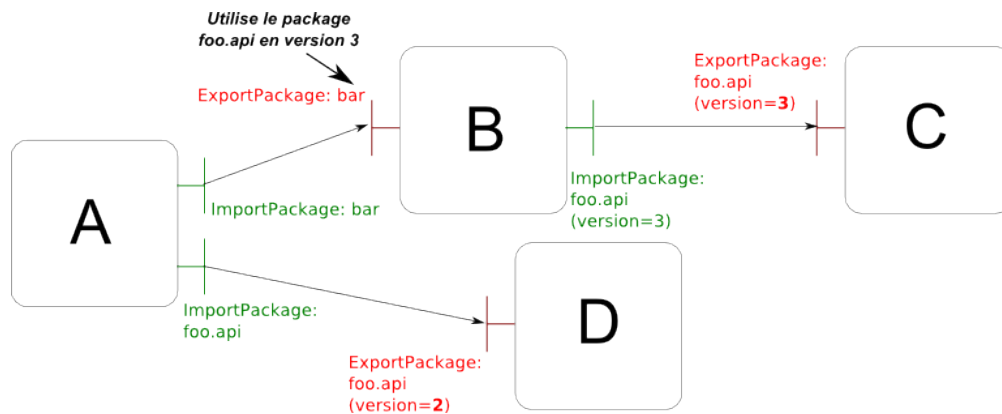 Utilise le package
foo.api en version 3
ExportPackage: bar
B
ExportPackage:
foo.api
(version=3)
C
A
ImportPackage: bar
ImportPackage:
foo.api
(version=3)
ImportPackage:
foo.api
D
ExportPackage:
foo.api
(version=2)